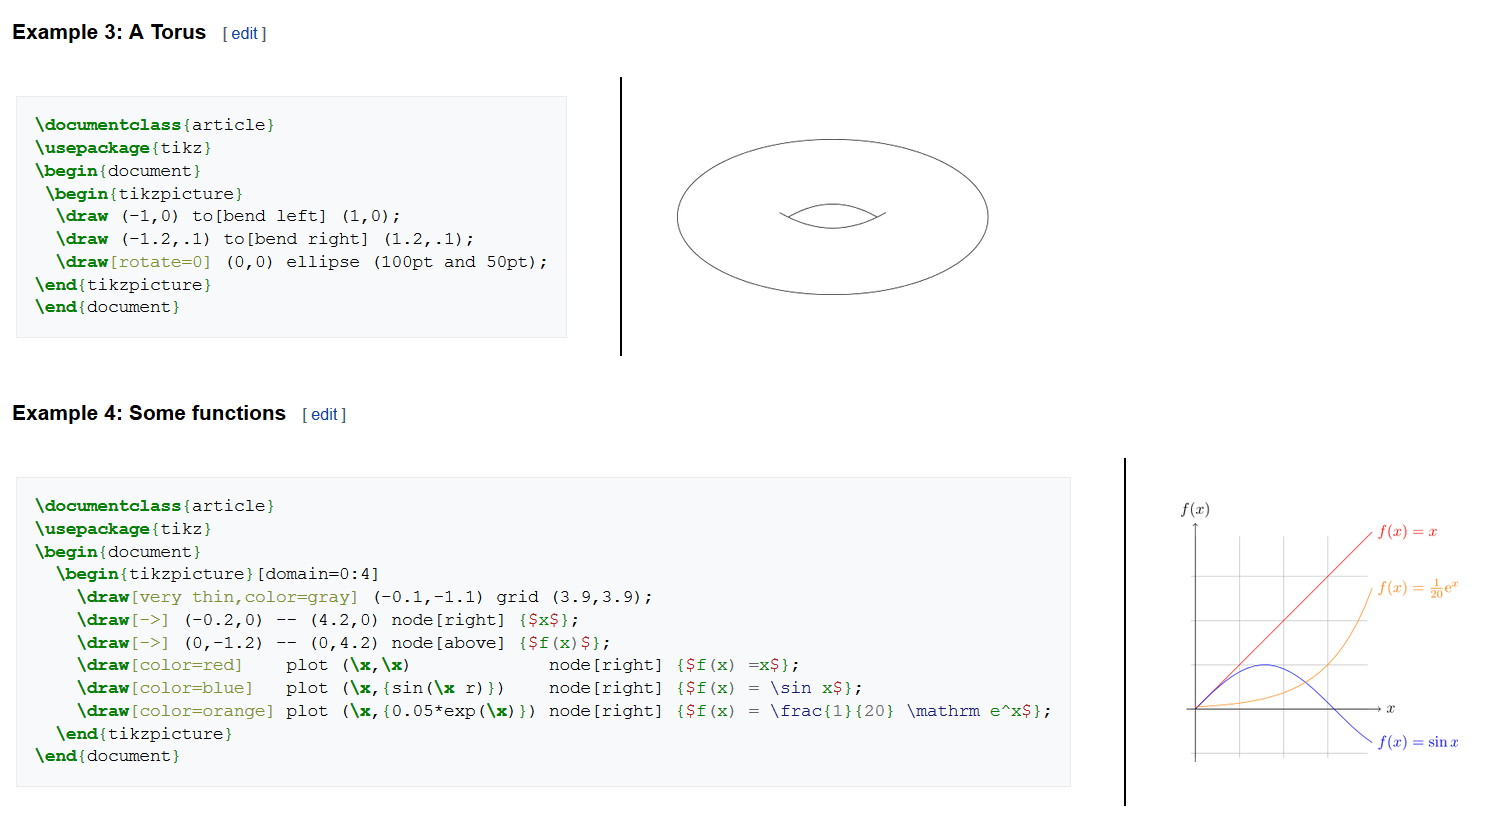 Example 3: A Torus [ edit ]
\documentclass{article}
\usepackage{tikz}
\begin{document}
 \begin{tikzpicture}
  \draw (-1,0) to[bend left] (1,0);
  \draw (-1.2,.1) to[bend right] (1.2,.1);
  \draw[rotate=0] (0,0) ellipse (100pt and 50pt);
\end{tikzpicture}
\end{document}
Example 4: Some functions [ edit ]
\documentclass{article}
\usepackage{tikz}
\begin{document}
  \begin{tikzpicture}[domain=0:4]
    \draw[very thin,color=gray] (-0.1,-1.1) grid (3.9,3.9);
    \draw[->] (-0.2,0) -- (4.2,0) node[right] {$x$};
    \draw[->] (0,-1.2) -- (0,4.2) node[above] {$f(x)$};
    \draw[color=red]    plot (\x,\x)             node[right] {$f(x) =x$};
    \draw[color=blue]   plot (\x,{sin(\x r)})    node[right] {$f(x) = \sin x$};
    \draw[color=orange] plot (\x,{0.05*exp(\x)}) node[right] {$f(x) = \frac{1}{20} \mathrm e^x$};
  \end{tikzpicture}
\end{document}
f(x)
f(x) = x
f(x) = 1/20 eˣ
x
f(x) = sin x